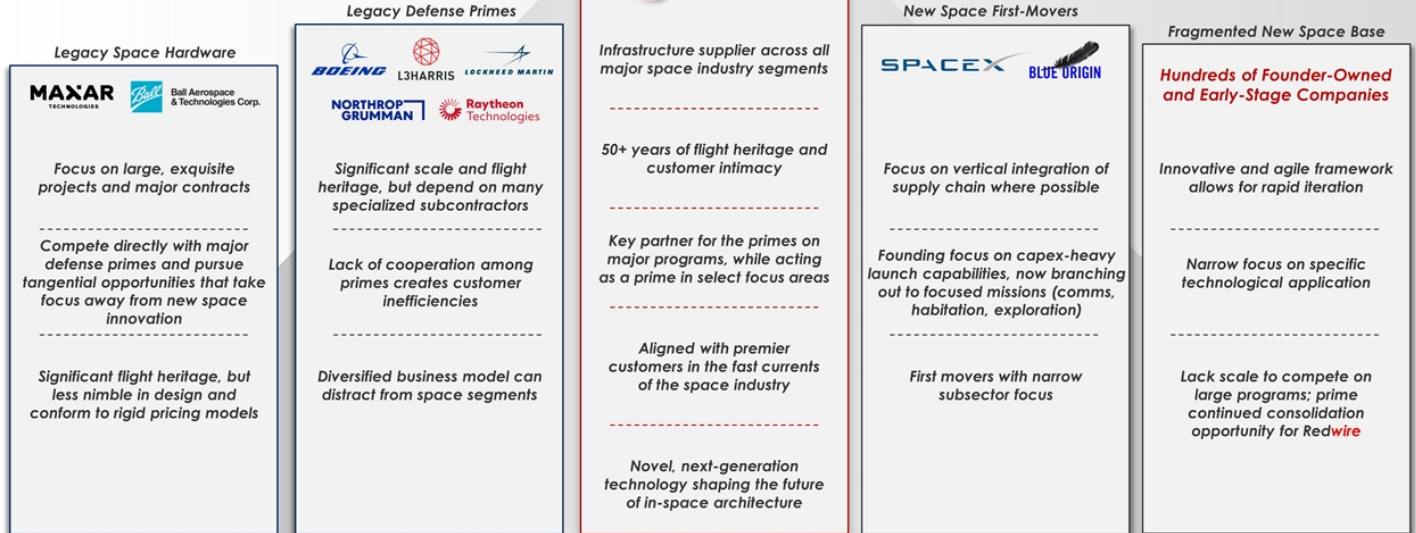 Legacy Space Hardware
MAXAR
TECHNOLOGIES
Ball
Ball Aerospace
& Technologies Corp.
Focus on large, exquisite
projects and major contracts
Compete directly with major
defense primes and pursue
tangential opportunities that take
focus away from new space
innovation
Significant flight heritage, but
less nimble in design and
conform to rigid pricing models
Legacy Defense Primes
BOEING
L3HARRIS
LOCKHEED MARTIN
NORTHROP
GRUMMAN
Raytheon
Technologies
Significant scale and flight
heritage, but depend on many
specialized subcontractors
Lack of cooperation among
primes creates customer
inefficiencies
Diversified business model can
distract from space segments
Infrastructure supplier across all
major space industry segments
50+ years of flight heritage and
customer intimacy
Key partner for the primes on
major programs, while acting
as a prime in select focus areas
Aligned with premier
customers in the fast currents
of the space industry
Novel, next-generation
technology shaping the future
of in-space architecture
New Space First-Movers
SPACEX
BLUE ORIGIN
Focus on vertical integration of
supply chain where possible
Founding focus on capex-heavy
launch capabilities, now branching
out to focused missions (comms,
habitation, exploration)
First movers with narrow
subsector focus
Fragmented New Space Base
Hundreds of Founder-Owned
and Early-Stage Companies
Innovative and agile framework
allows for rapid iteration
Narrow focus on specific
technological application
Lack scale to compete on
large programs; prime
continued consolidation
opportunity for Redwire